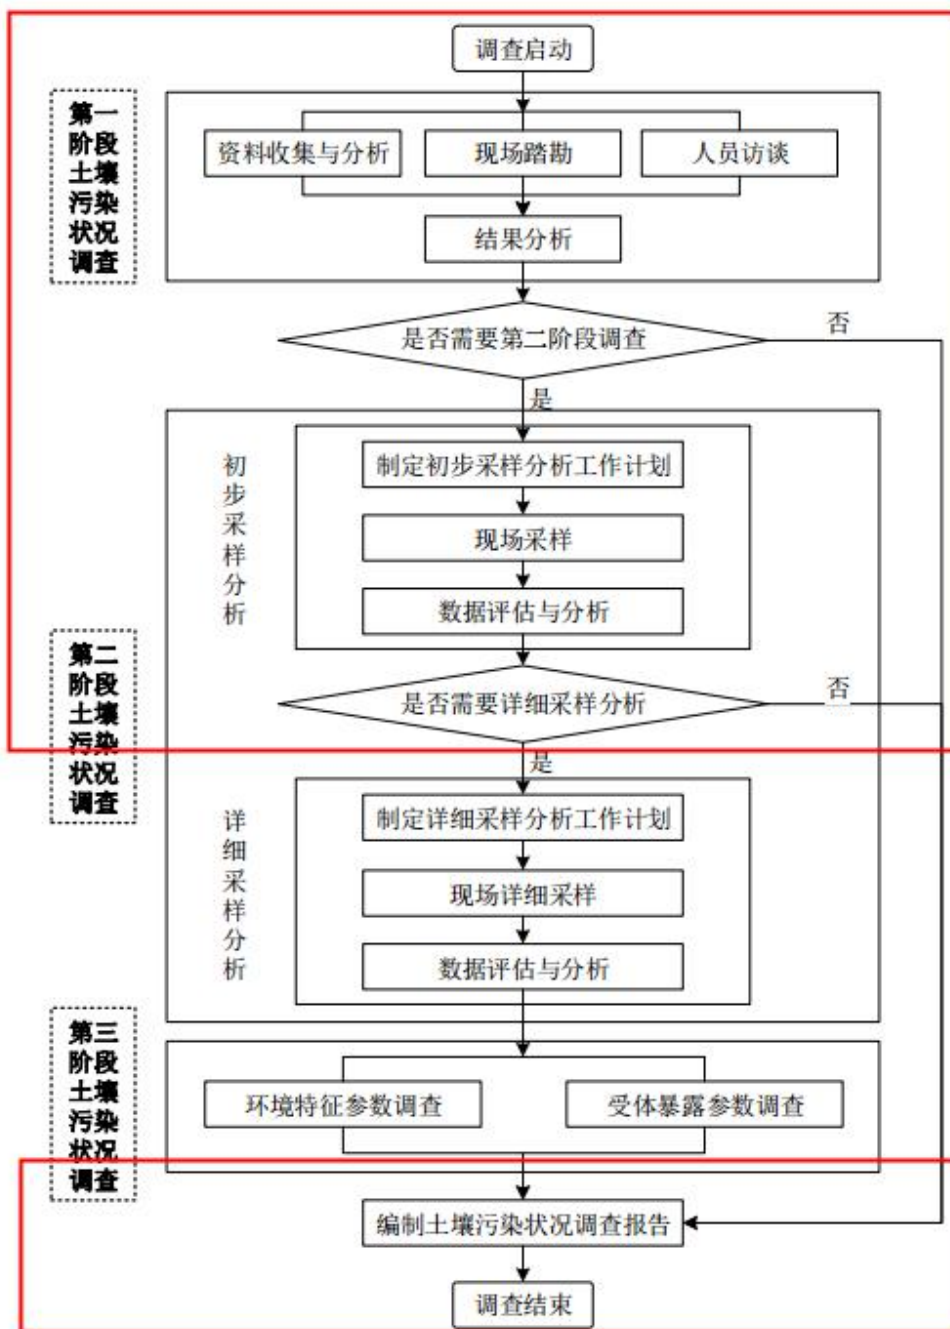 调查启动
第一
阶段
土壤
污染
状况
调查
资料收集与分析
现场踏勘
人员访谈
结果分析
是否需要第二阶段调查
否
是
初
步
采
样
分
析
制定初步采样分析工作计划
现场采样
数据评估与分析
第二
阶段
土壤
污染
状况
调查
是否需要详细采样分析
否
是
详
细
采
样
分
析
制定详细采样分析工作计划
现场详细采样
数据评估与分析
第三
阶段
土壤
污染
状况
调查
环境特征参数调查
受体暴露参数调查
编制土壤污染状况调查报告
调查结束